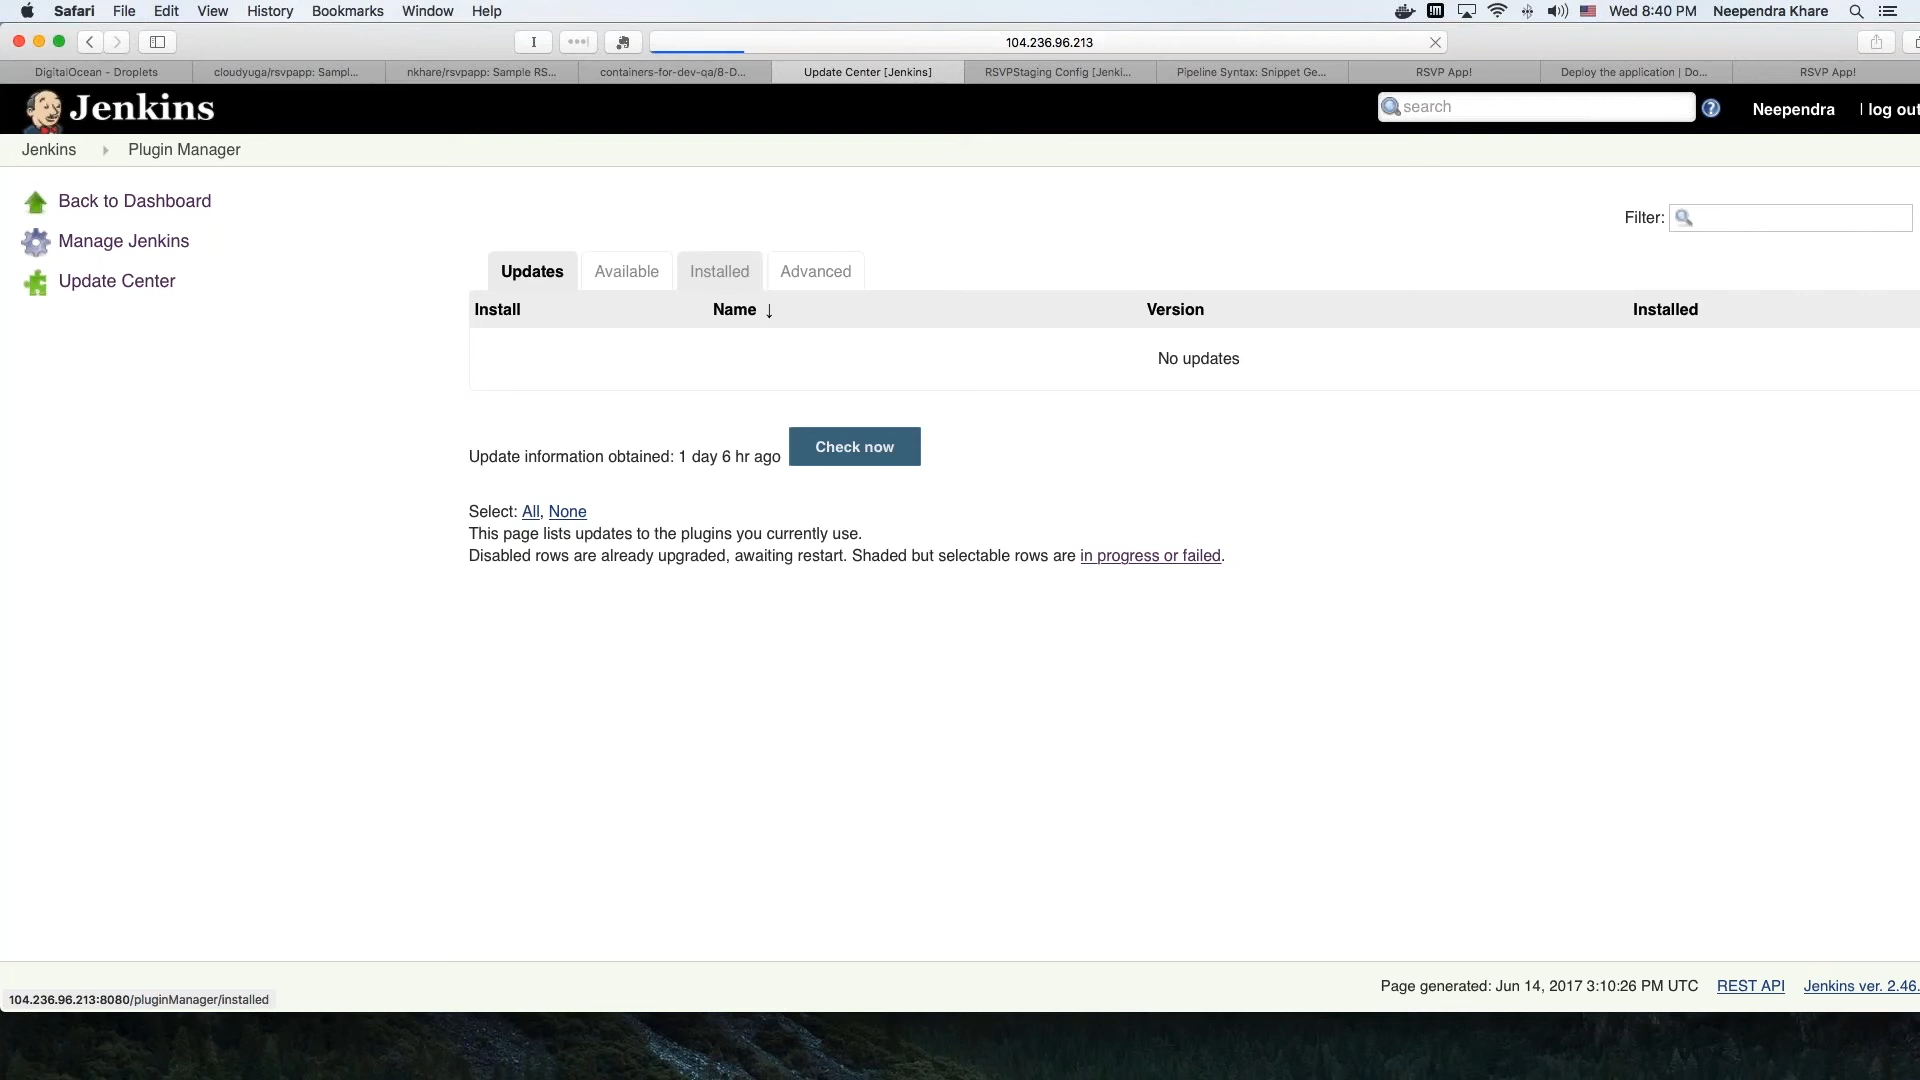 Safari File Edit View History Bookmarks Window Help Wed 8:40 PM Neependra Khare
104.236.96.213
DigitalOcean - Droplets cloudyuga/rsvpapp: Sampl... nkhare/rsvpapp: Sample RS... containers-for-dev-qa/8-D... Update Center [Jenkins] RSVPStaging Config [Jenki... Pipeline Syntax: Snippet Ge... RSVP App! Deploy the application | Do... RSVP App!
Jenkins search Neependra | log out
Jenkins Plugin Manager
Back to Dashboard
Manage Jenkins
Update Center
Filter:
Updates Available Installed Advanced
Install Name ↓ Version Installed
No updates
Update information obtained: 1 day 6 hr ago Check now
Select: All, None
This page lists updates to the plugins you currently use.
Disabled rows are already upgraded, awaiting restart. Shaded but selectable rows are in progress or failed.
Page generated: Jun 14, 2017 3:10:26 PM UTC REST API Jenkins ver. 2.46.
104.236.96.213:8080/pluginManager/installed